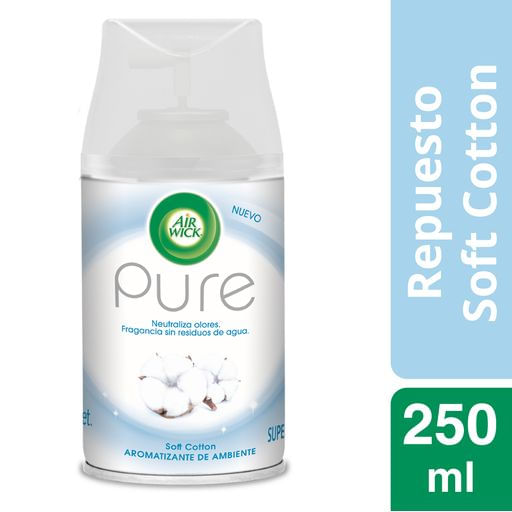 AIR
WICK
NUEVO
Pure
Neutraliza olores.
Fragancia sin residuos de agua.
et.
SUPE
Soft Cotton
AROMATIZANTE DE AMBIENTE
Repuesto
Soft Cotton
250
ml